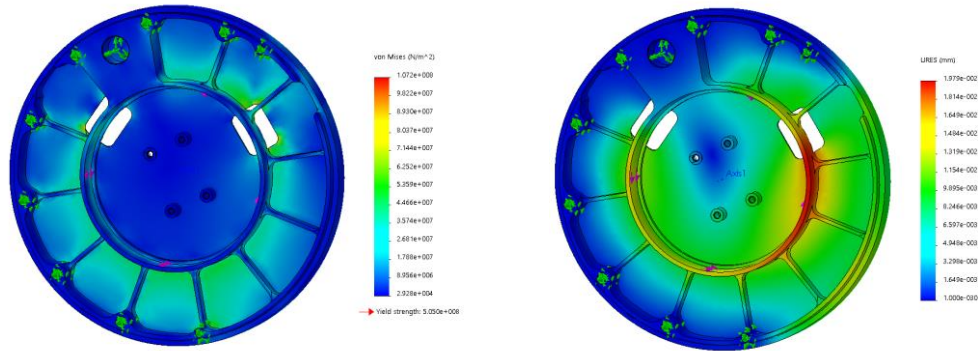 von Mises (N/m^2)
1.072e+008
9.822e+007
8.930e+007
8.037e+007
7.144e+007
6.252e+007
5.359e+007
4.466e+007
3.574e+007
2.681e+007
1.788e+007
8.956e+006
2.928e+004
Yield strength: 5.050e+008
Axis1
URES (mm)
1.979e-002
1.814e-002
1.649e-002
1.484e-002
1.319e-002
1.154e-002
9.895e-003
8.246e-003
6.597e-003
4.948e-003
3.298e-003
1.649e-003
1.000e-030